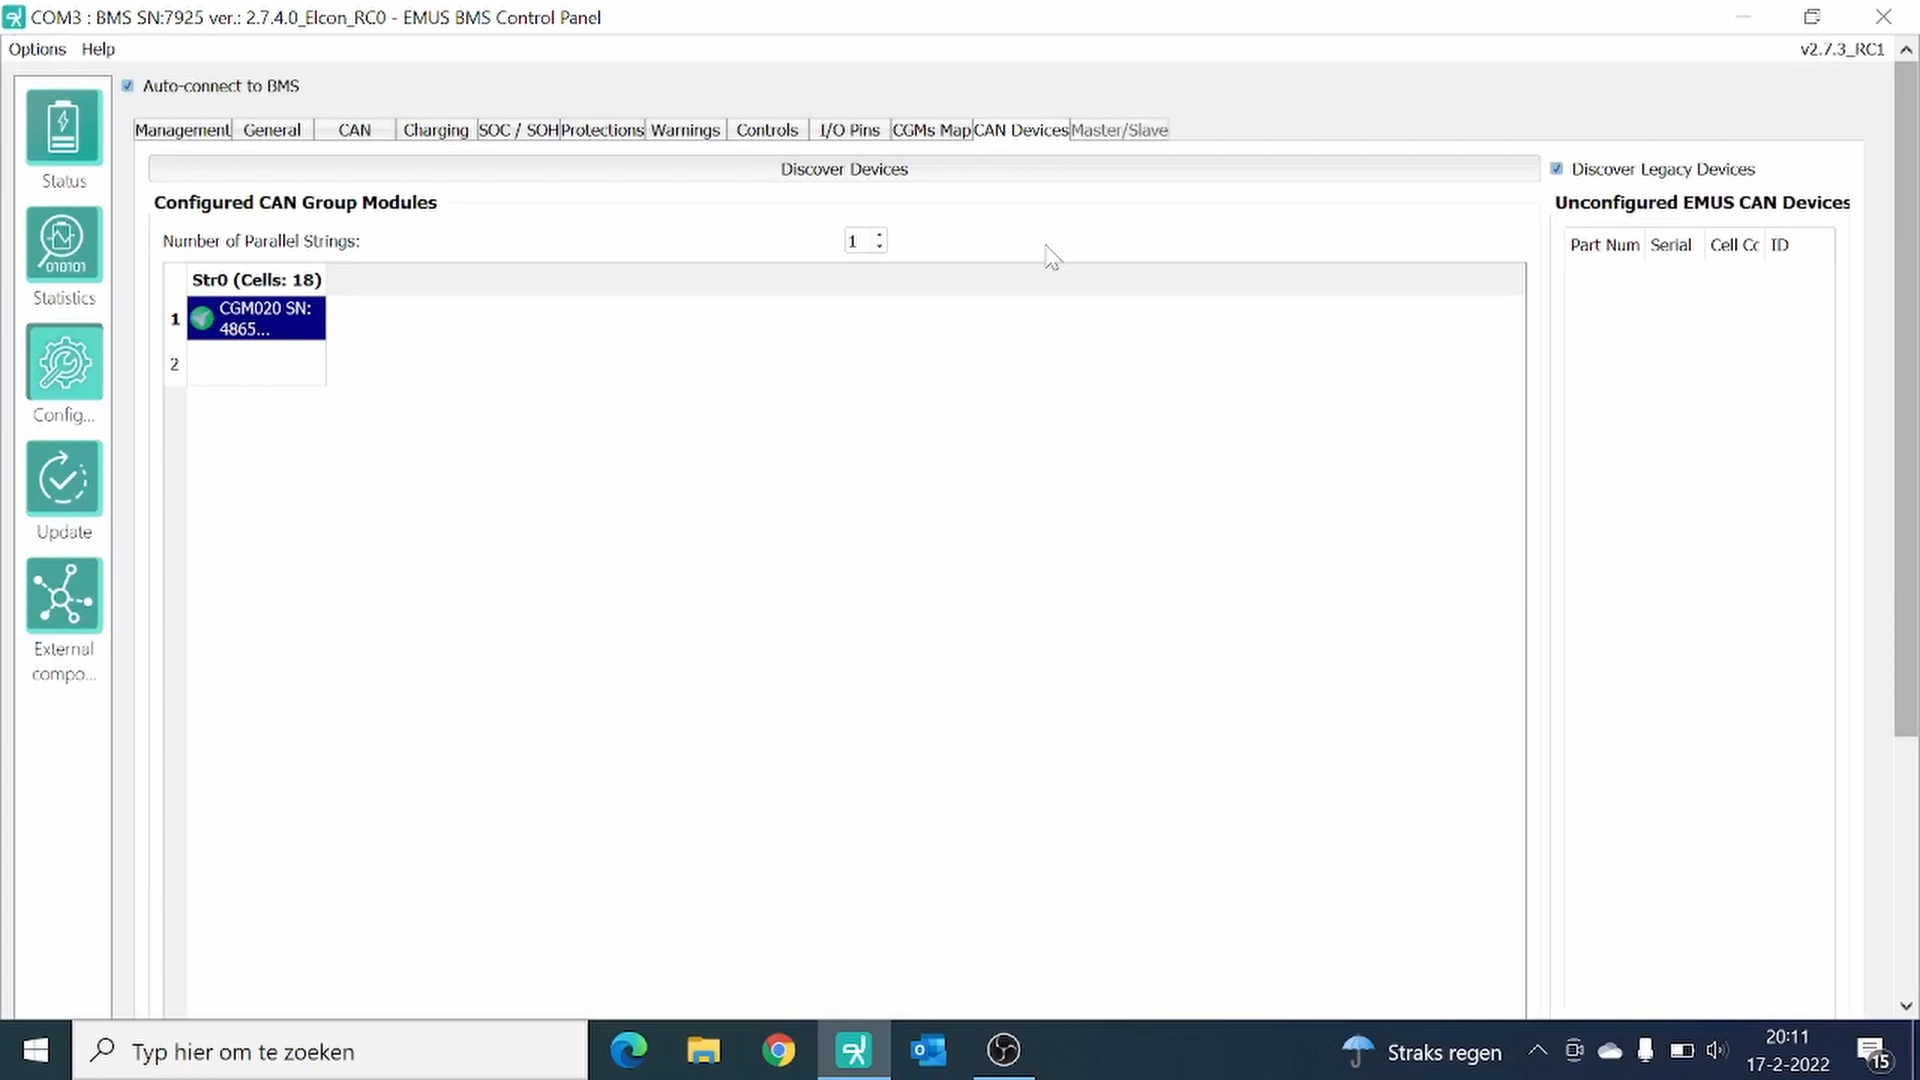 COM3 : BMS SN:7925 ver.: 2.7.4.0_Elcon_RC0 - EMUS BMS Control Panel
Options Help
v2.7.3_RC1
Auto-connect to BMS
Management General CAN Charging SOC / SOH Protections Warnings Controls I/O Pins CGMs Map CAN Devices Master/Slave
Discover Devices
Discover Legacy Devices
Configured CAN Group Modules
Unconfigured EMUS CAN Devices
Number of Parallel Strings: 1
Part Num Serial Cell Cc ID
Str0 (Cells: 18)
1 CGM020 SN:
4865...
2
Status
010101
Statistics
Config...
Update
External
compo...
Typ hier om te zoeken
Straks regen
20:11
17-2-2022
15